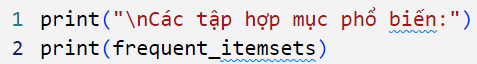 1 print("\nCác tập hợp mục phổ biến:")
2 print(frequent_itemsets)